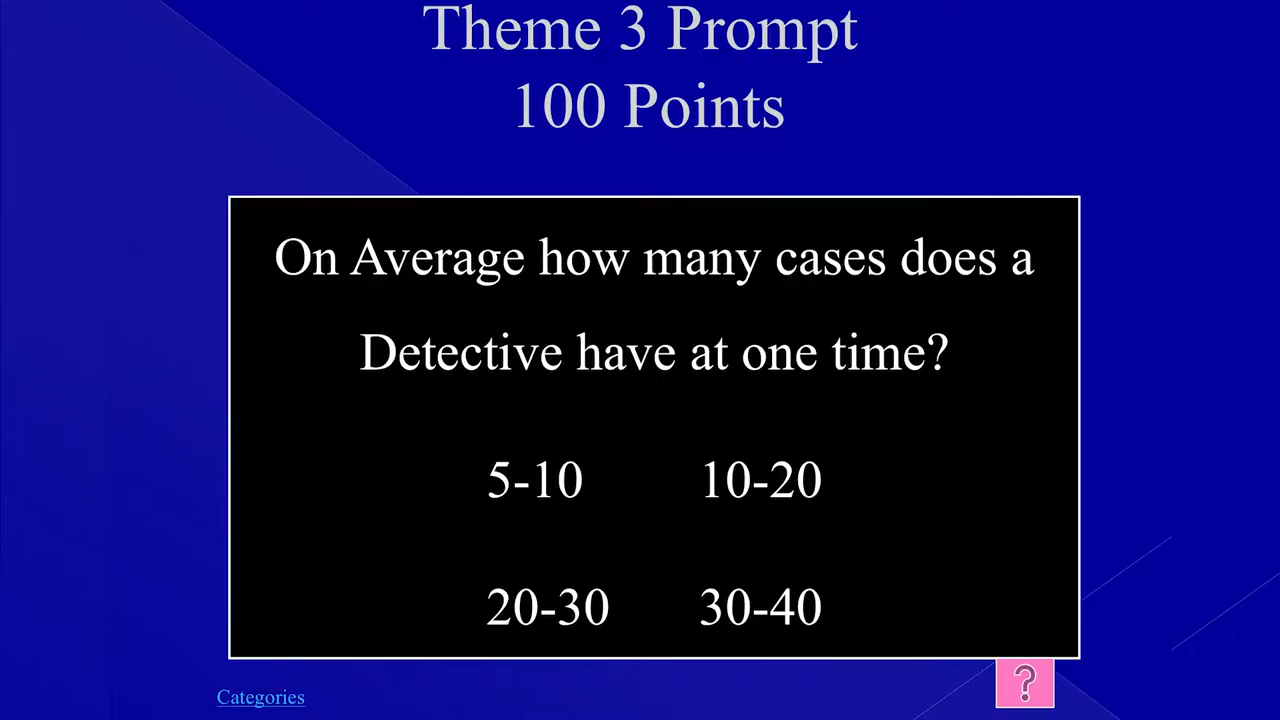 Theme 3 Prompt
100 Points
On Average how many cases does a
Detective have at one time?
5-10 10-20
20-30 30-40
Categories
?